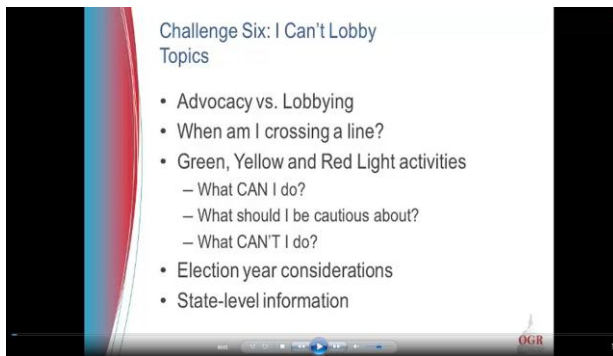 Challenge Six: I Can't Lobby
Topics
• Advocacy vs. Lobbying
• When am I crossing a line?
• Green, Yellow and Red Light activities
– What CAN I do?
– What should I be cautious about?
– What CAN'T I do?
• Election year considerations
• State-level information
OGR